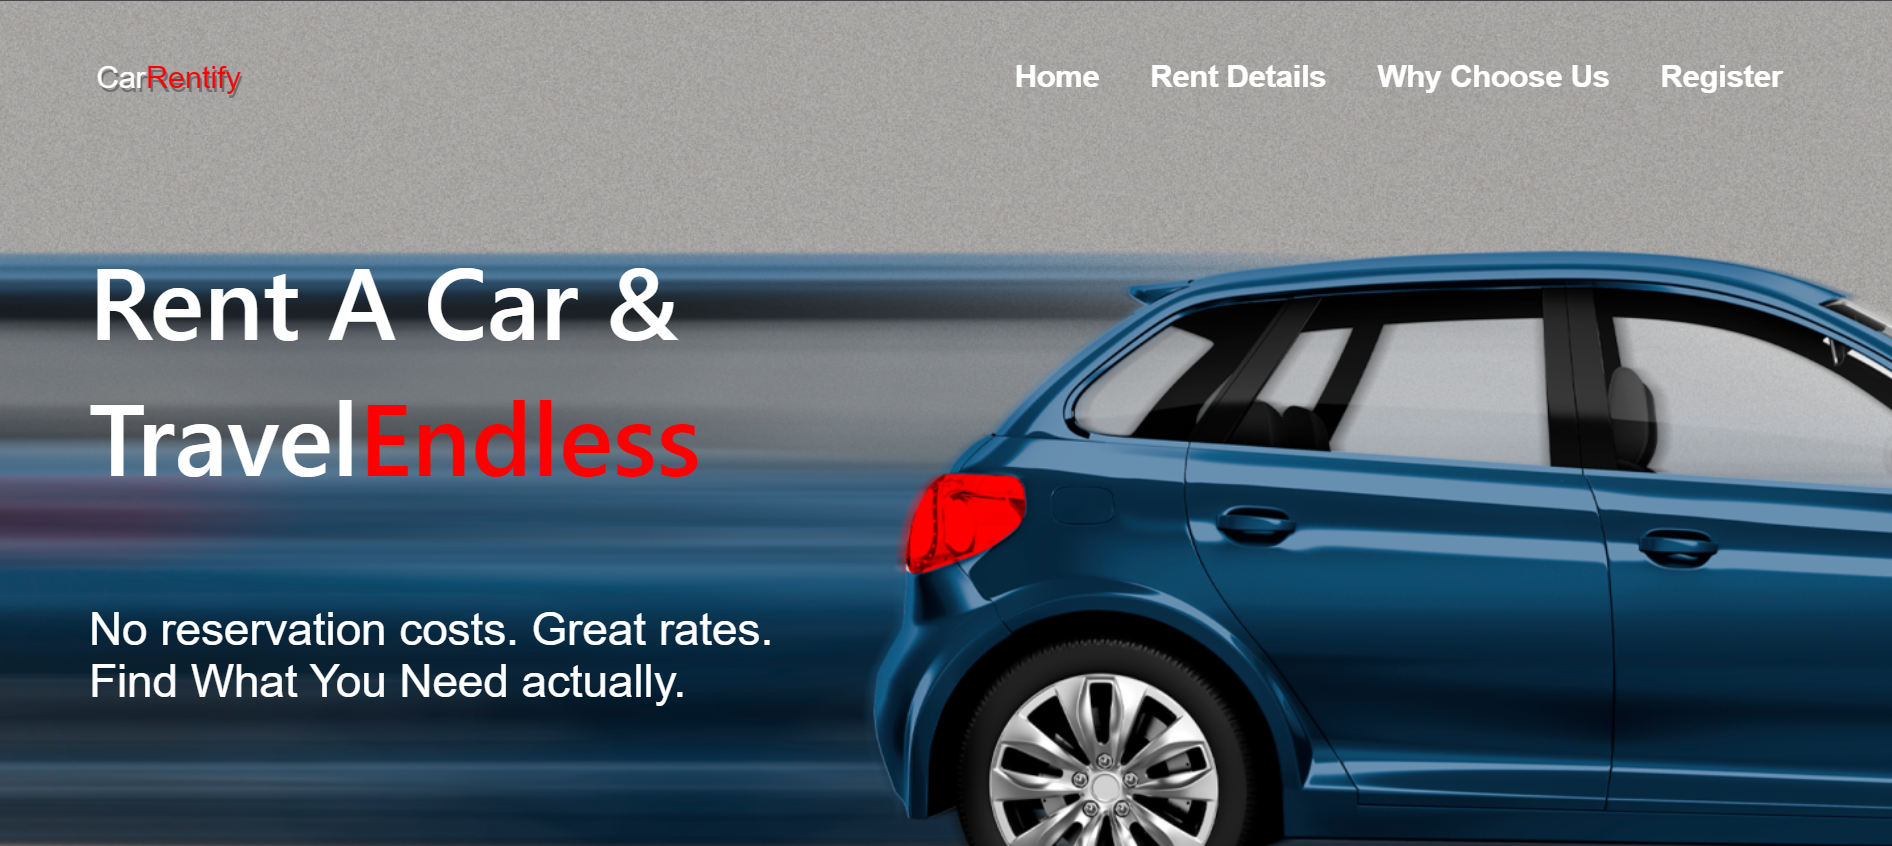 CarRentify
Home Rent Details Why Choose Us Register
Rent A Car &
TravelEndless
No reservation costs. Great rates.
Find What You Need actually.